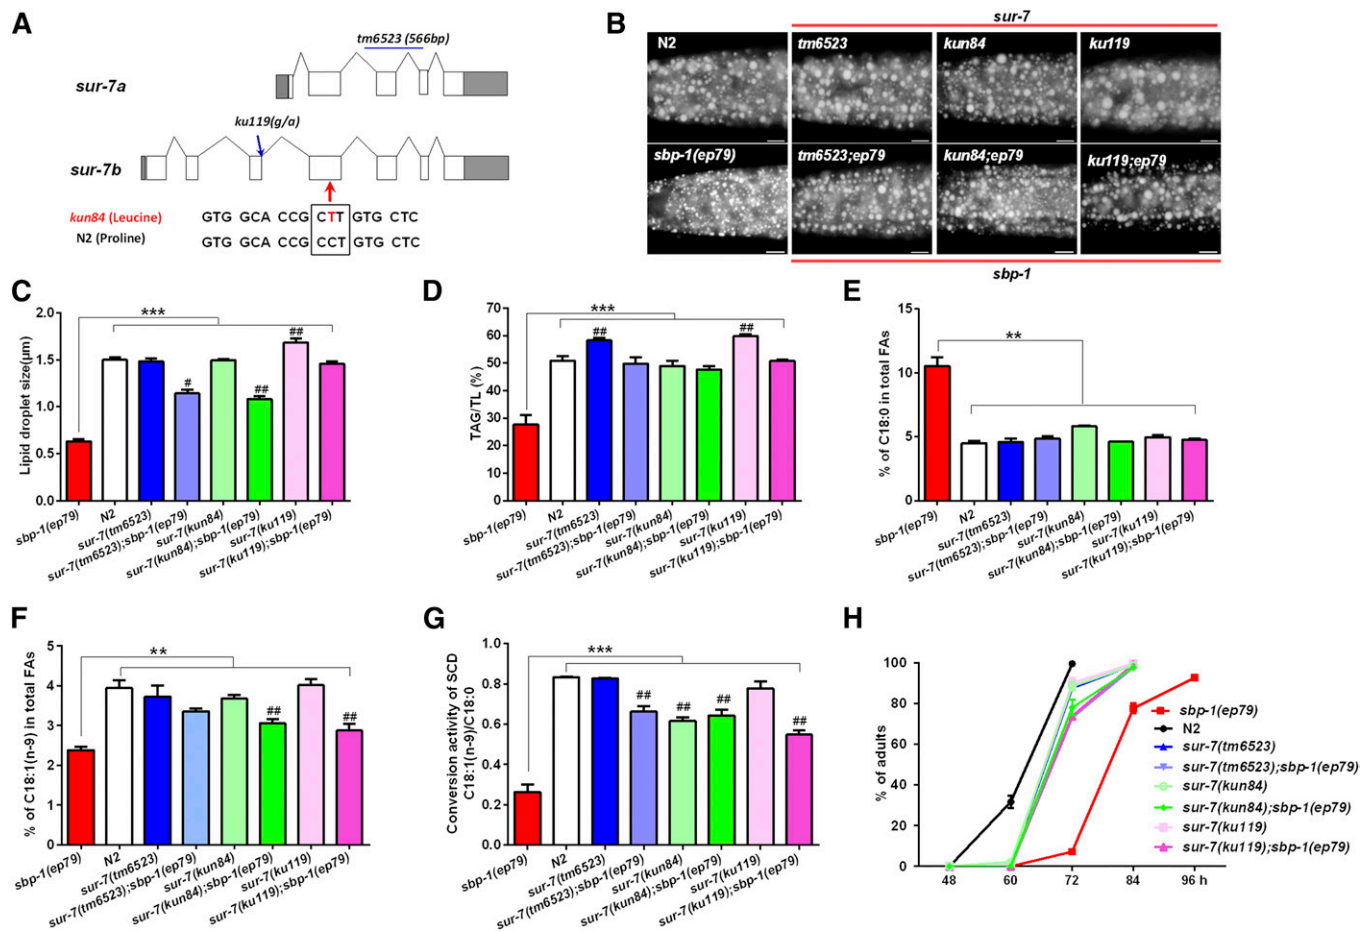 A
tm6523 (566bp)
sur-7a
ku119(g/a)
sur-7b
kun84 (Leucine) GTG GCA CCG CTT GTG CTC
N2 (Proline) GTG GCA CCG CCT GTG CTC
B
sur-7
N2 tm6523 kun84 ku119
sbp-1(ep79) tm6523;ep79 kun84;ep79 ku119;ep79
sbp-1
C
Lipid droplet size(μm)
2.0
1.5
1.0
0.5
0.0
***
#
##
##
sbp-1(ep79)
N2
sur-7(tm6523)
sur-7(tm6523);sbp-1(ep79)
sur-7(kun84)
sur-7(kun84);sbp-1(ep79)
sur-7(ku119)
sur-7(ku119);sbp-1(ep79)
D
TAG/TL (%)
70
60
50
40
30
20
10
0
***
##
##
sbp-1(ep79)
N2
sur-7(tm6523)
sur-7(tm6523);sbp-1(ep79)
sur-7(kun84)
sur-7(kun84);sbp-1(ep79)
sur-7(ku119)
sur-7(ku119);sbp-1(ep79)
E
% of C18:0 in total FAs
15
10
5
0
**
sbp-1(ep79)
N2
sur-7(tm6523)
sur-7(tm6523);sbp-1(ep79)
sur-7(kun84)
sur-7(kun84);sbp-1(ep79)
sur-7(ku119)
sur-7(ku119);sbp-1(ep79)
F
% of C18:1(n-9) in total FAs
5
4
3
2
1
0
**
##
##
sbp-1(ep79)
N2
sur-7(tm6523)
sur-7(tm6523);sbp-1(ep79)
sur-7(kun84)
sur-7(kun84);sbp-1(ep79)
sur-7(ku119)
sur-7(ku119);sbp-1(ep79)
G
Conversion activity of SCD
C18:1(n-9)/C18:0
1.0
0.8
0.6
0.4
0.2
0.0
***
##
##
##
##
sbp-1(ep79)
N2
sur-7(tm6523)
sur-7(tm6523);sbp-1(ep79)
sur-7(kun84)
sur-7(kun84);sbp-1(ep79)
sur-7(ku119)
sur-7(ku119);sbp-1(ep79)
H
% of adults
100
80
60
40
20
0
48 60 72 84 96 h
sbp-1(ep79)
N2
sur-7(tm6523)
sur-7(tm6523);sbp-1(ep79)
sur-7(kun84)
sur-7(kun84);sbp-1(ep79)
sur-7(ku119)
sur-7(ku119);sbp-1(ep79)